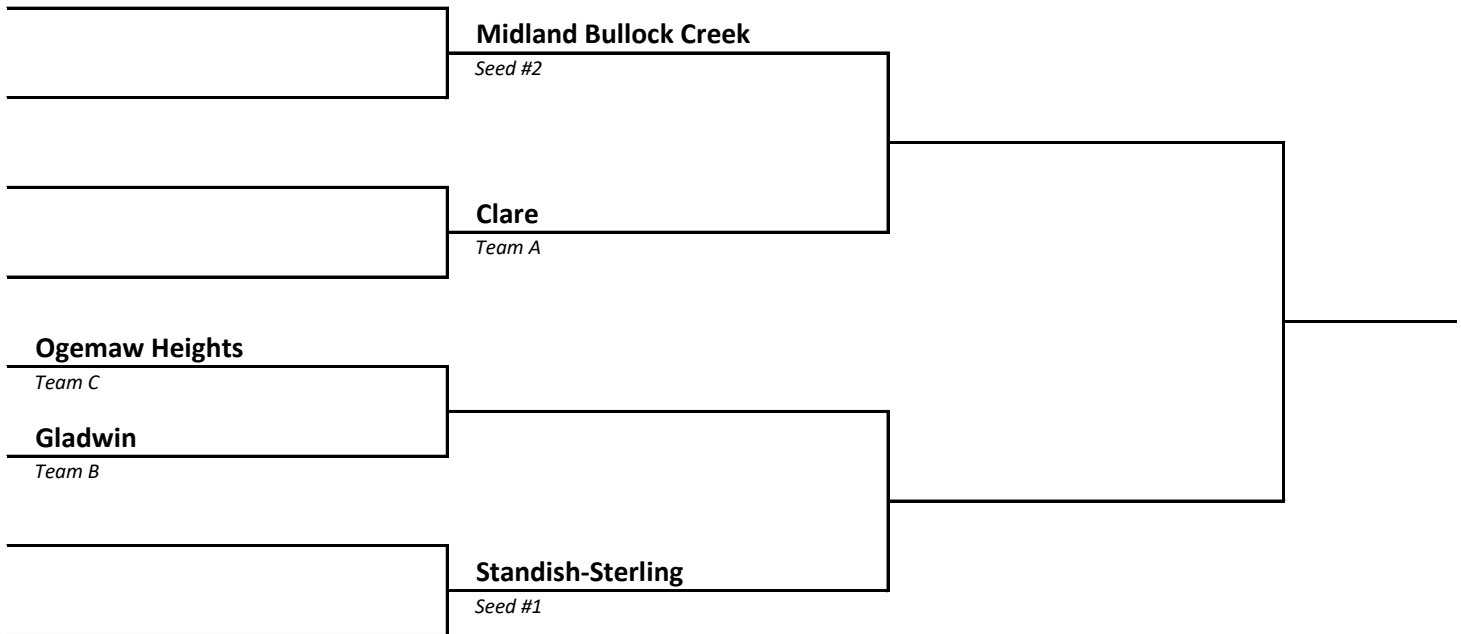 Midland Bullock Creek
Seed #2
Clare
Team A
Ogemaw Heights
Team C
Gladwin
Team B
Standish-Sterling
Seed #1